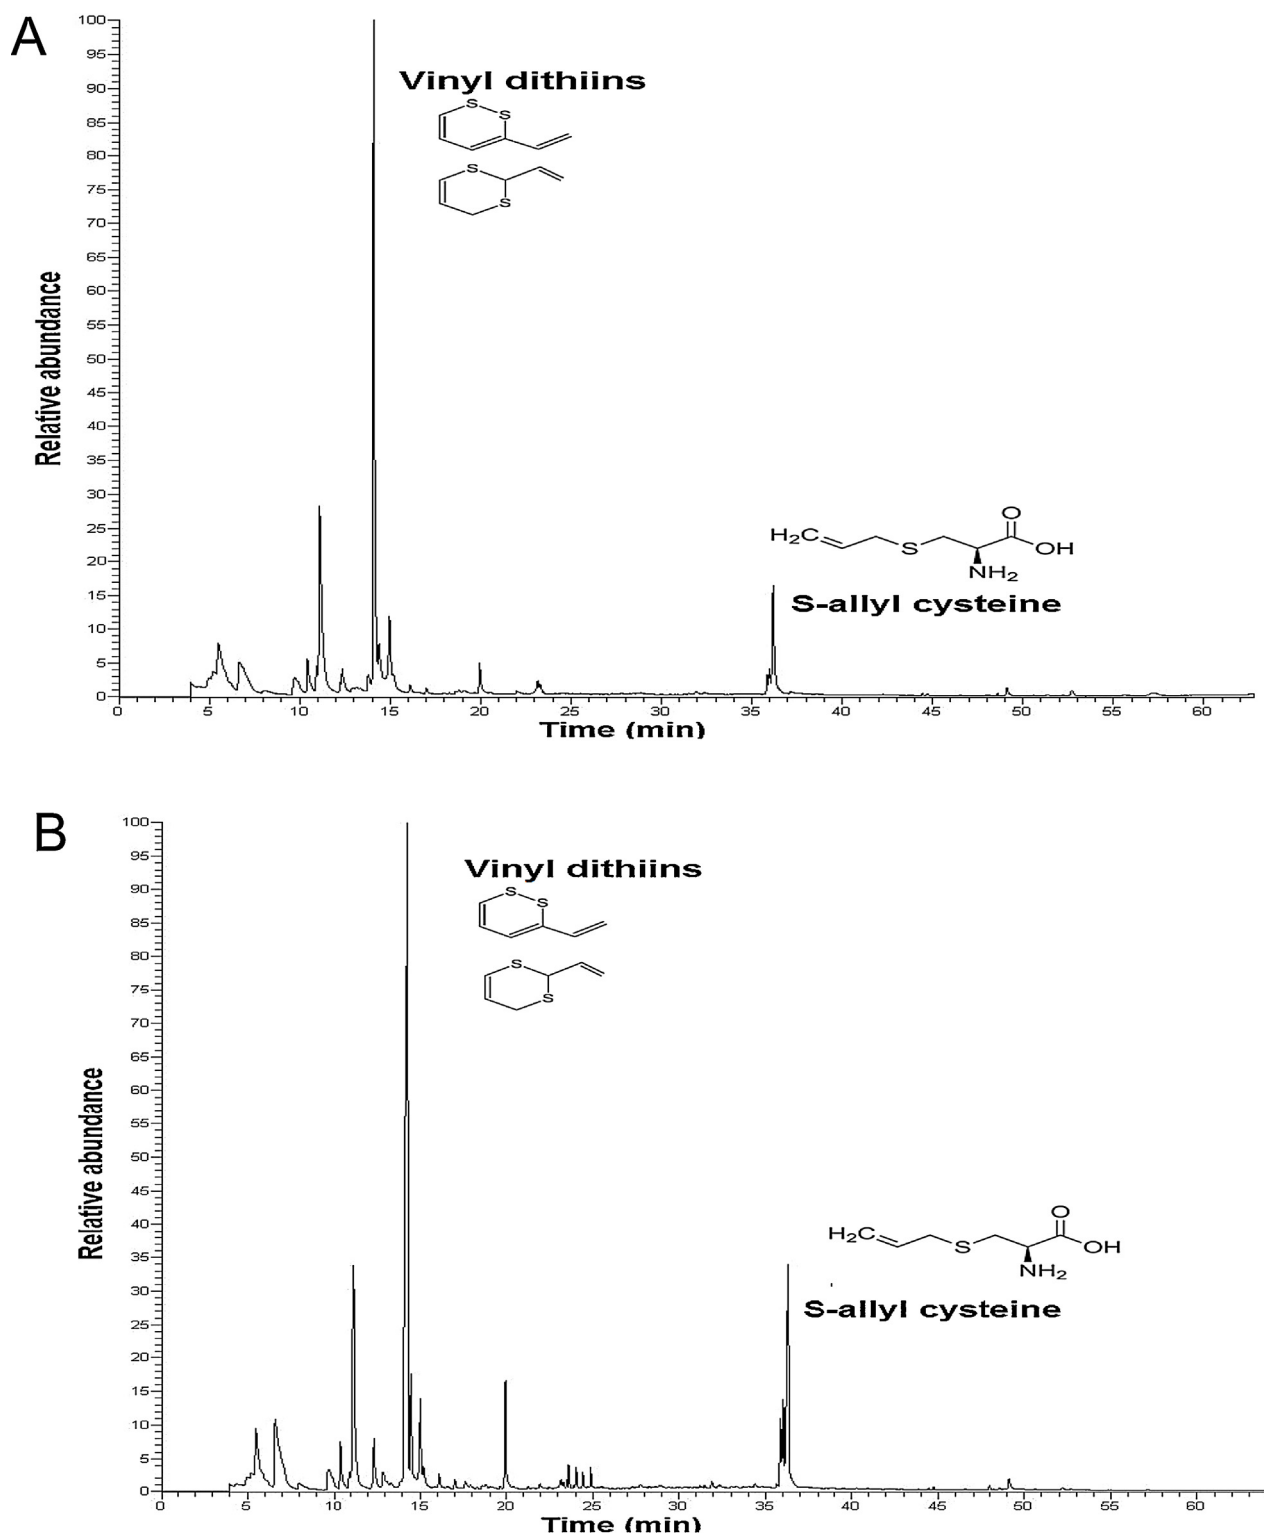 A
100
95
90
85
80
75
70
65
60
55
50
45
40
35
30
25
20
15
10
5
0
Relative abundance
Vinyl dithiins
S
S
S
S
H2C
S
O
OH
NH2
S-allyl cysteine
0 5 10 15 20 25 30 35 40 45 50 55 60
Time (min)
B
100
95
90
85
80
75
70
65
60
55
50
45
40
35
30
25
20
15
10
5
0
Relative abundance
Vinyl dithiins
S
S
S
S
H2C
S
O
OH
NH2
S-allyl cysteine
0 5 10 15 20 25 30 35 40 45 50 55 60
Time (min)